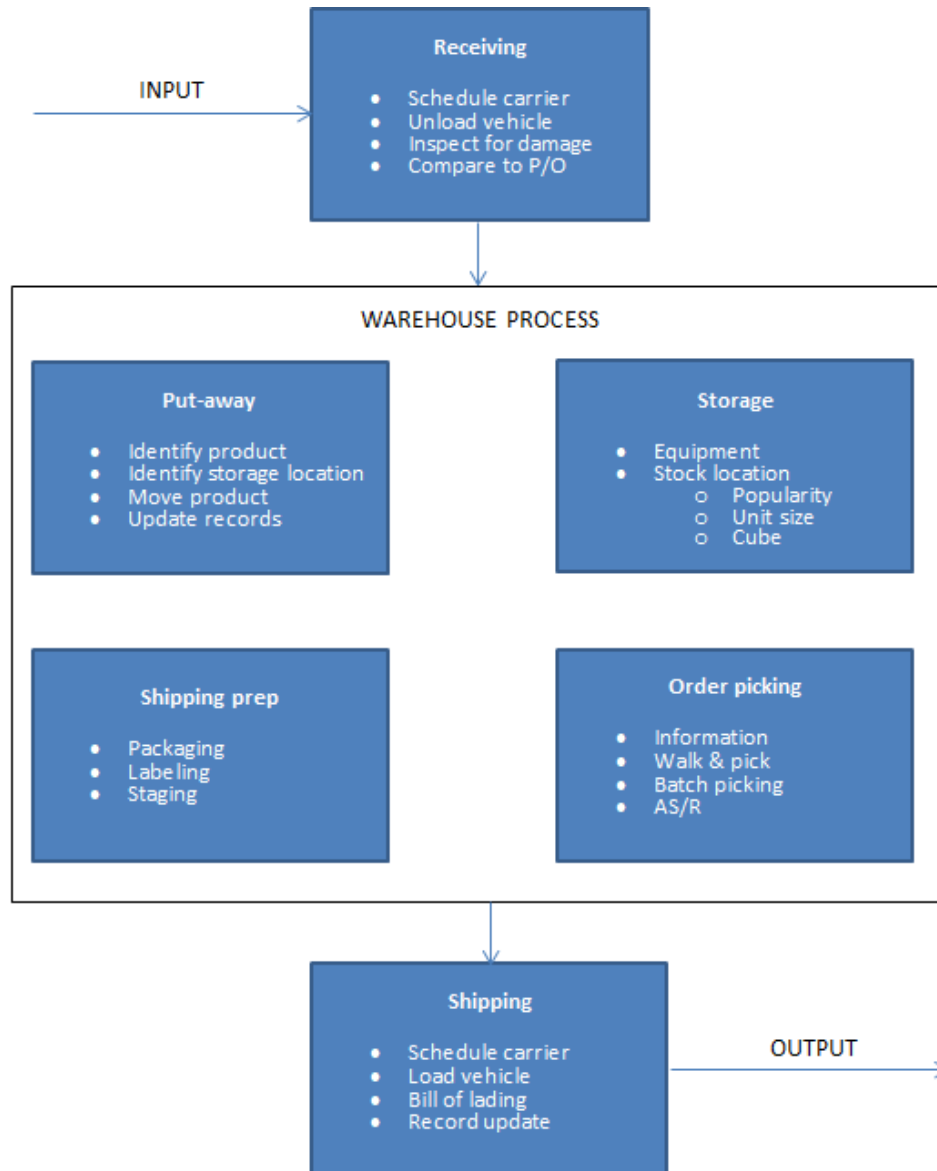 Receiving
INPUT
● Schedule carrier
● Unload vehicle
● Inspect for damage
● Compare to P/O
WAREHOUSE PROCESS
Put-away
● Identify product
● Identify storage location
● Move product
● Update records
Storage
● Equipment
● Stock location
○ Popularity
○ Unit size
○ Cube
Shipping prep
● Packaging
● Labeling
● Staging
Order picking
● Information
● Walk & pick
● Batch picking
● AS/R
Shipping
● Schedule carrier
● Load vehicle
● Bill of lading
● Record update
OUTPUT